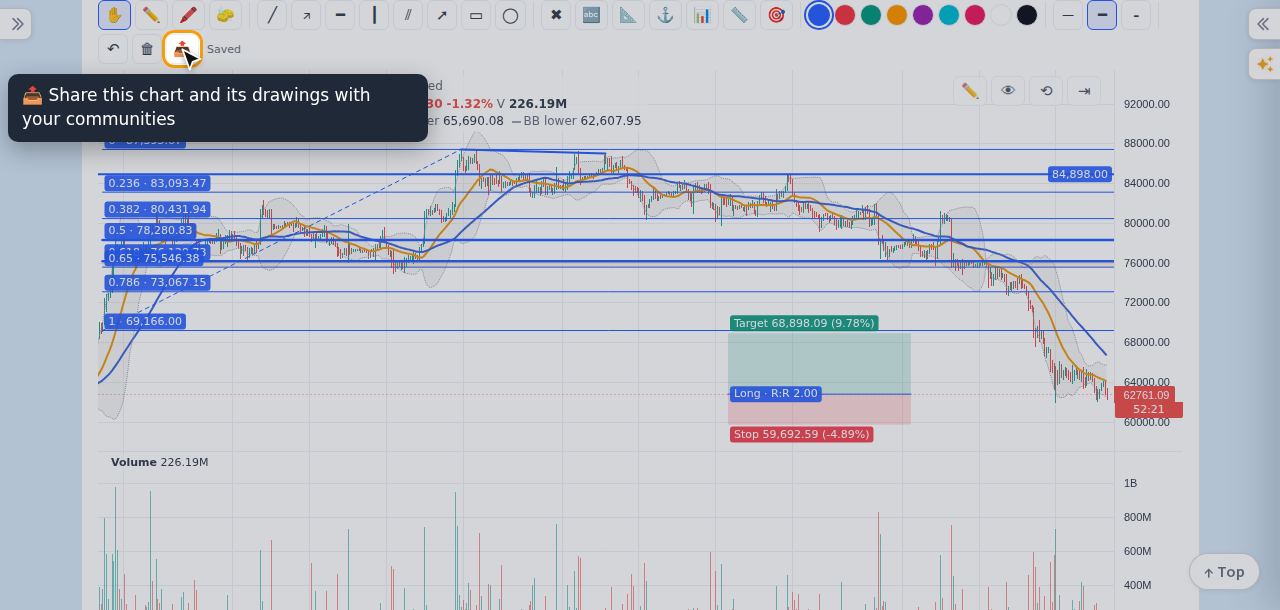 Saved
📤 Share this chart and its drawings with
your communities
ed
30 -1.32% V 226.19M
er 65,690.08 — BB lower 62,607.95
92000.00
88000.00
84,898.00
84000.00
0.236 · 83,093.47
0.382 · 80,431.94
80000.00
0.5 · 78,280.83
0.65 · 75,546.38
76000.00
0.786 · 73,067.15
72000.00
1 · 69,166.00
Target 68,898.09 (9.78%)
68000.00
64000.00
Long · R:R 2.00
62761.09
52:21
60000.00
Stop 59,692.59 (-4.89%)
Volume 226.19M
1B
800M
600M
↑ Top
400M